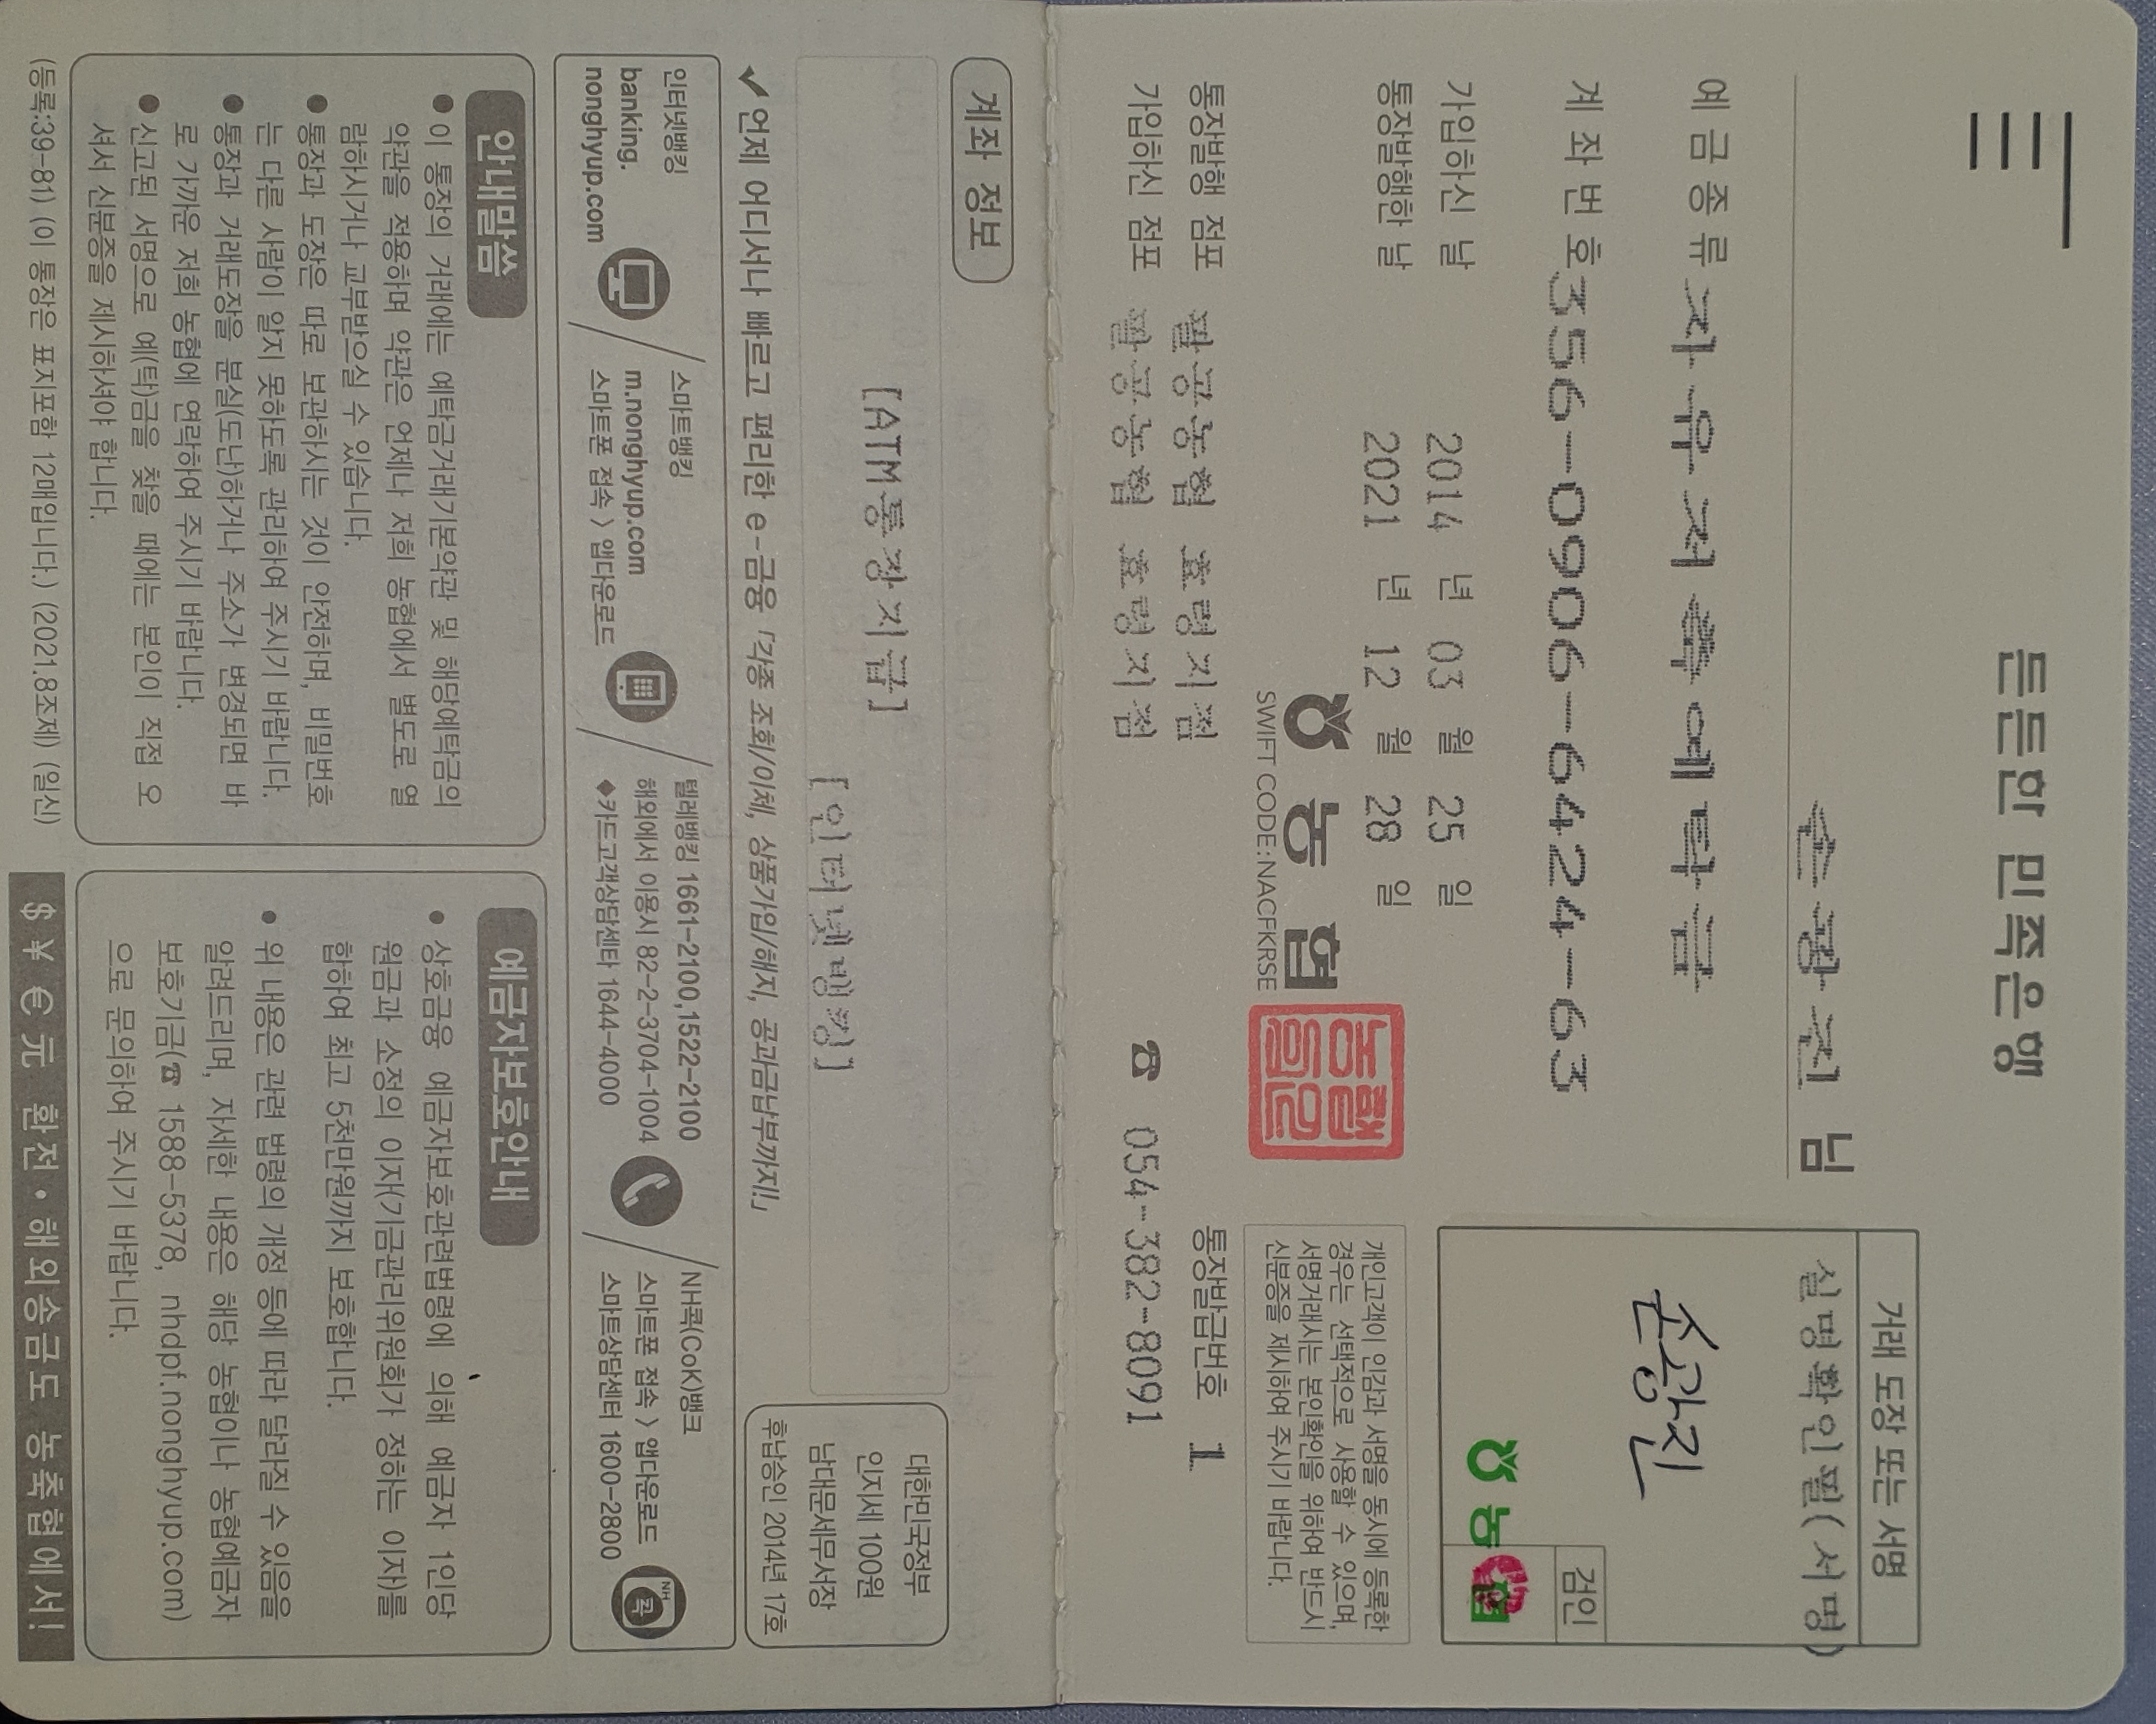 든든한 민족은행
손광진 님
예금종류 자유저축예탁금
계좌번호 356-0906-6424-63
가입하신 날 2014 년 03 월 25 일
통장발행한 날 2021 년 12 월 28 일
농협
SWIFT CODE:NACFKRSE
통장발행 점포 팔공농협 효령지점
가입하신 점포 팔공농협 효령지점
☎ 054-382-8091
통장발급번호 1
거래 도장 또는 서명
실명확인필(서명)
손광진
검인
농협
개인고객이 인감과 서명을 동시에 등록한
경우는 선택적으로 사용할 수 있으며,
서명거래시는 본인확인을 위하여 반드시
신분증을 제시하여 주시기 바랍니다.
계좌 정보
[ATM통장지급]
[인터넷뱅킹]
대한민국정부
인지세 100원
남대문세무서장
후납승인 2014년 17호
✔ 언제 어디서나 빠르고 편리한 e-금융 「각종 조회/이체, 상품가입/해지, 공과금납부까지!」
인터넷뱅킹
banking.
nonghyup.com
스마트뱅킹
m.nonghyup.com
스마트폰 접속 〉 앱다운로드
텔레뱅킹 1661-2100,1522-2100
해외에서 이용시 82-2-3704-1004
◆카드고객상담센타 1644-4000
NH콕(CoK)뱅크
스마트폰 접속 〉 앱다운로드
스마트상담센터 1600-2800
NH
콕
안내말씀
● 이 통장의 거래에는 예탁금거래기본약관 및 해당예탁금의
약관을 적용하며 약관은 언제나 저희 농협에서 별도로 열
람하시거나 교부받으실 수 있습니다.
● 통장과 도장은 따로 보관하시는 것이 안전하며, 비밀번호
는 다른 사람이 알지 못하도록 관리하여 주시기 바랍니다.
● 통장과 거래도장을 분실(도난)하거나 주소가 변경되면 바
로 가까운 저희 농협에 연락하여 주시기 바랍니다.
● 신고된 서명으로 예(탁)금을 찾을 때에는 본인이 직접 오
셔서 신분증을 제시하셔야 합니다.
예금자보호안내
● 상호금융 예금자보호관련법령에 의해 예금자 1인당
원금과 소정의 이자(기금관리위원회가 정하는 이자)를
합하여 최고 5천만원까지 보호합니다.
● 위 내용은 관련 법령의 개정 등에 따라 달라질 수 있음을
알려드리며, 자세한 내용은 해당 농협이나 농협예금자
보호기금(☎ 1588-5378, nhdpf.nonghyup.com)
으로 문의하여 주시기 바랍니다.
(등록:39-81) (이 통장은 표지포함 12매입니다.) (2021.8조제) (일신)
$ ¥ € 元 환전·해외송금도 농축협에서!